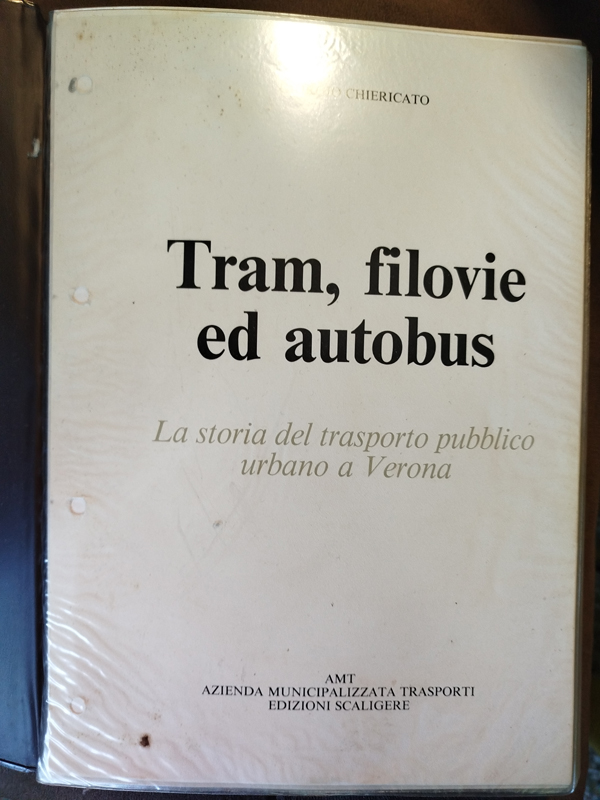 CHIERICATO
Tram, filovie
ed autobus
La storia del trasporto pubblico
urbano a Verona
AMT
AZIENDA MUNICIPALIZZATA TRASPORTI
EDIZIONI SCALIGERE